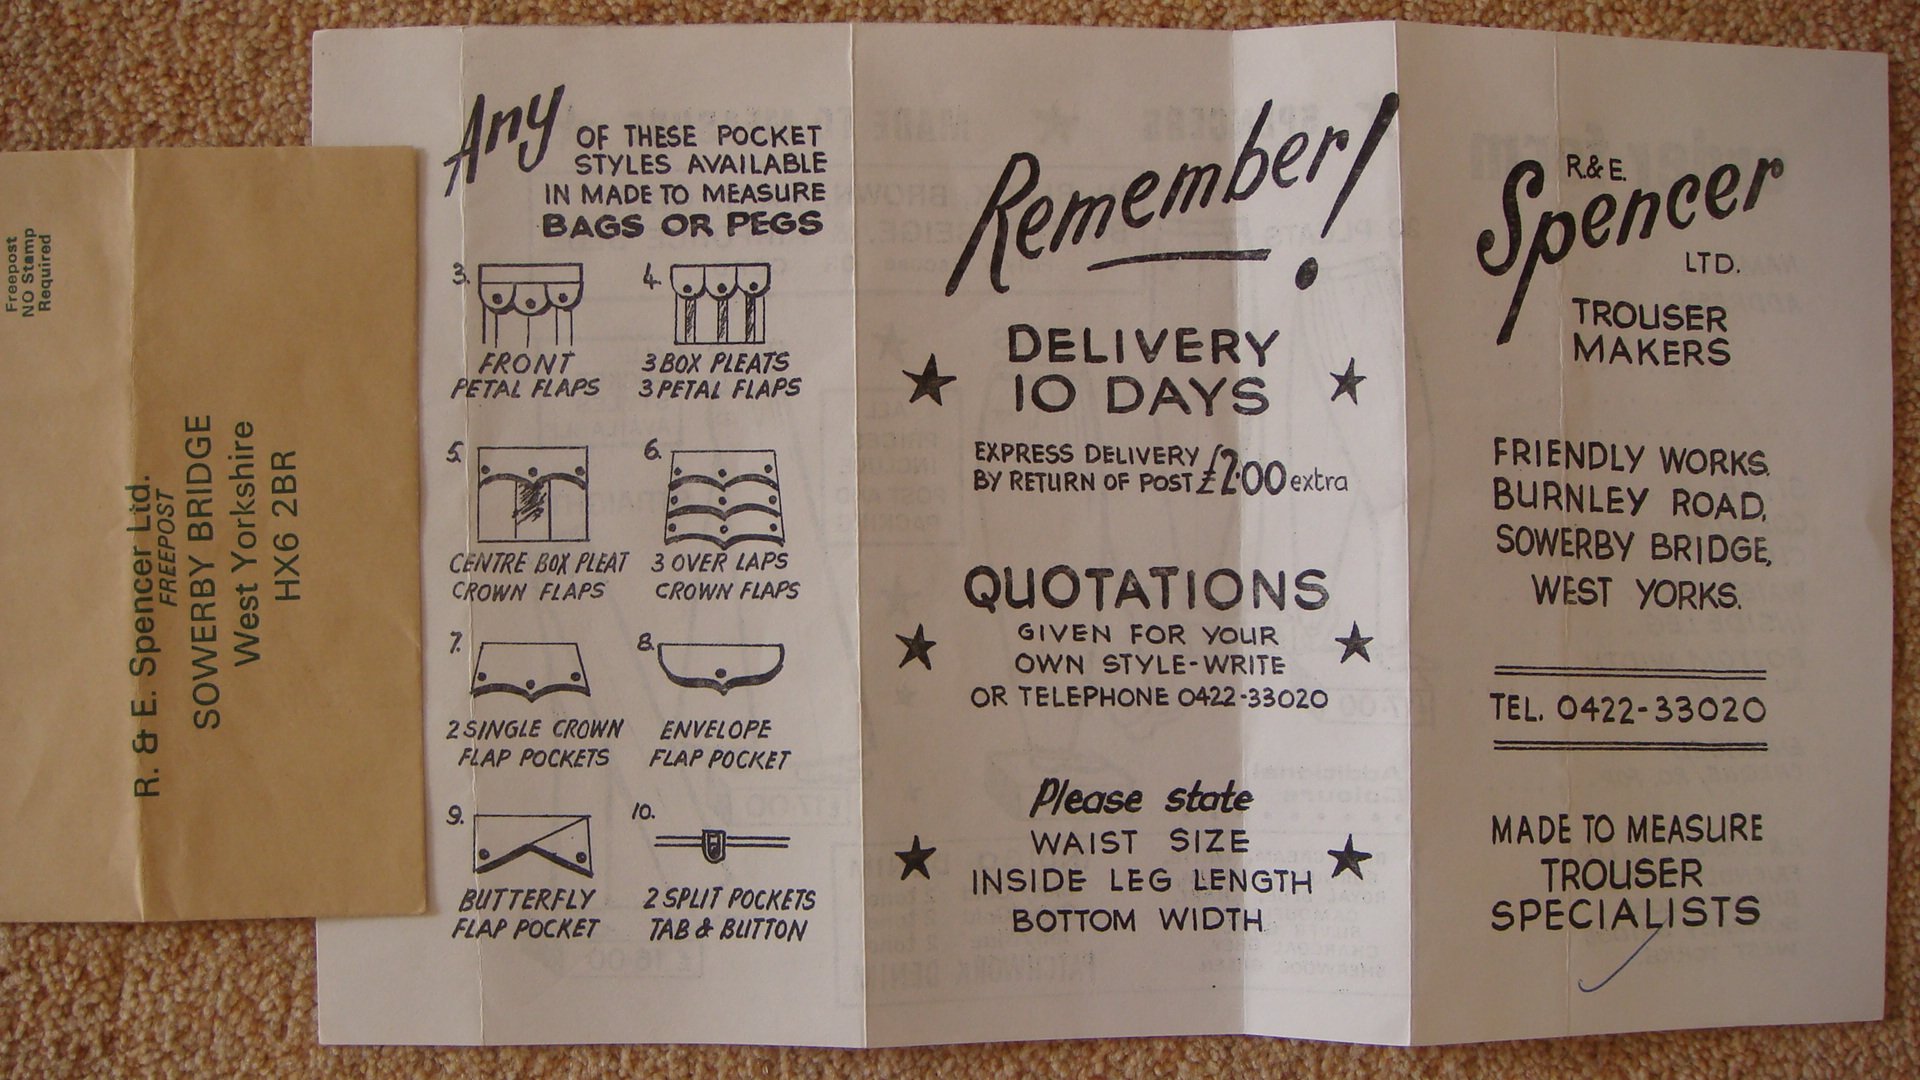 Freepost
NO Stamp
Required
R. & E. Spencer Ltd.
FREEPOST
SOWERBY BRIDGE
West Yorkshire
HX6 2BR
Any OF THESE POCKET
STYLES AVAILABLE
IN MADE TO MEASURE
BAGS OR PEGS
3.
FRONT
PETAL FLAPS
4.
3 BOX PLEATS
3 PETAL FLAPS
5.
CENTRE BOX PLEAT
CROWN FLAPS
6.
3 OVER LAPS
CROWN FLAPS
7.
2 SINGLE CROWN
FLAP POCKETS
8.
ENVELOPE
FLAP POCKET
9.
BUTTERFLY
FLAP POCKET
10.
2 SPLIT POCKETS
TAB & BUTTON
Remember!
DELIVERY
10 DAYS
EXPRESS DELIVERY
BY RETURN OF POST £2.00 extra
QUOTATIONS
GIVEN FOR YOUR
OWN STYLE-WRITE
OR TELEPHONE 0422-33020
Please state
WAIST SIZE
INSIDE LEG LENGTH
BOTTOM WIDTH
R.& E.
Spencer
LTD.
TROUSER
MAKERS
FRIENDLY WORKS,
BURNLEY ROAD,
SOWERBY BRIDGE,
WEST YORKS.
TEL. 0422-33020
MADE TO MEASURE
TROUSER
SPECIALISTS